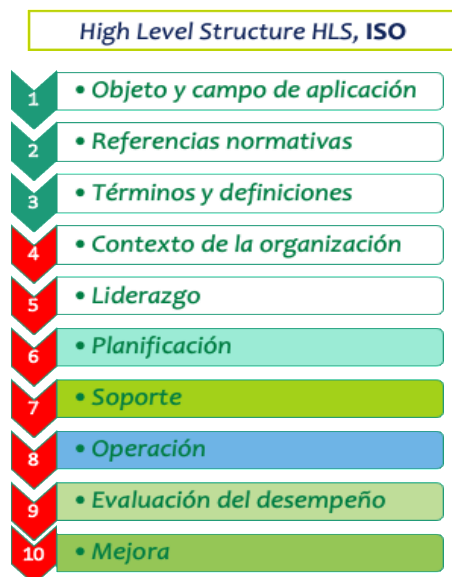 High Level Structure HLS, ISO
1 • Objeto y campo de aplicación
2 • Referencias normativas
3 • Términos y definiciones
4 • Contexto de la organización
5 • Liderazgo
6 • Planificación
7 • Soporte
8 • Operación
9 • Evaluación del desempeño
10 • Mejora